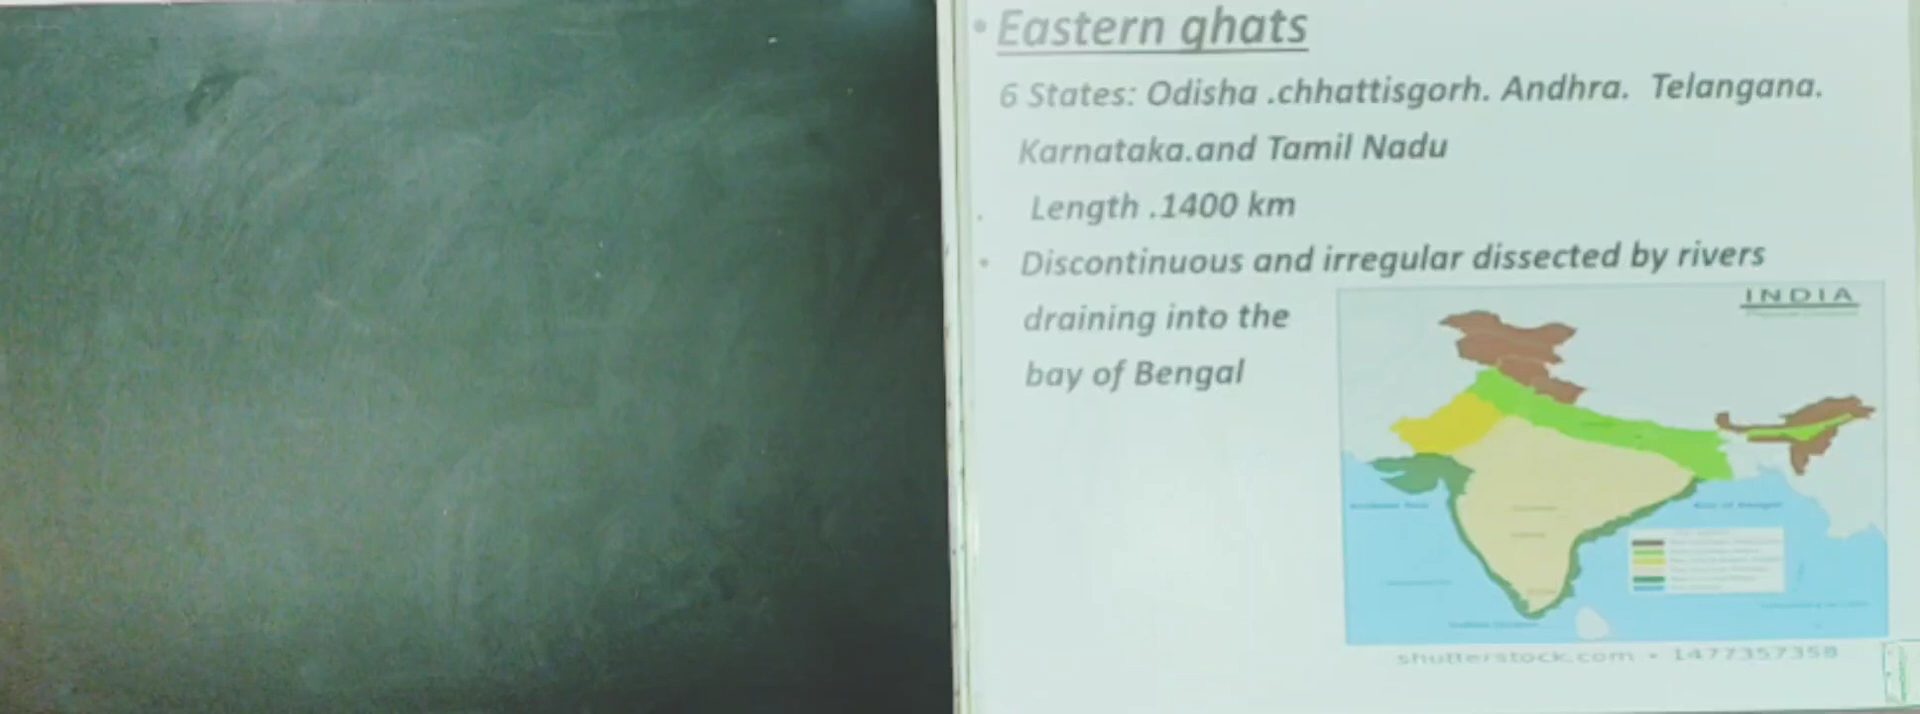 • Eastern ghats
6 States: Odisha .chhattisgorh. Andhra. Telangana.
Karnataka.and Tamil Nadu
. Length .1400 km
• Discontinuous and irregular dissected by rivers
draining into the
bay of Bengal
INDIA
shutterstock.com • 1477357358